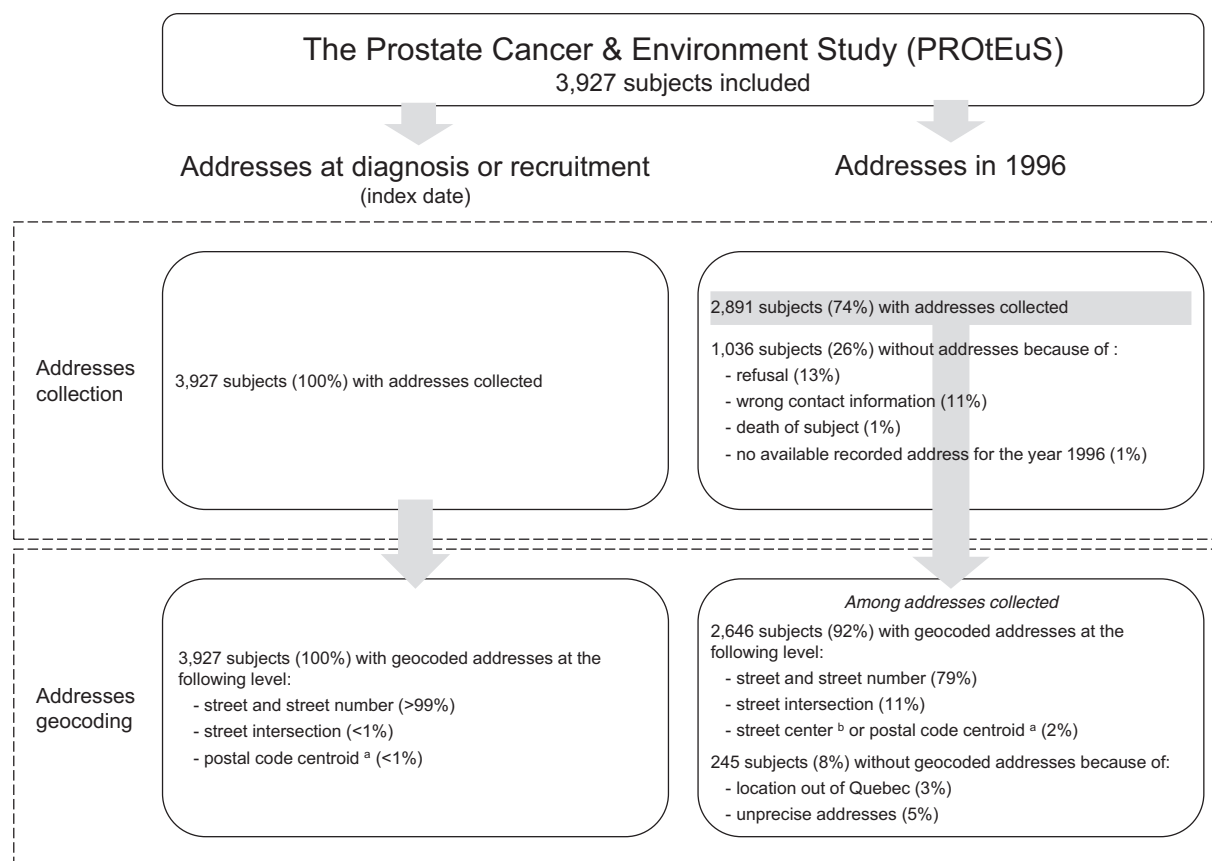 The Prostate Cancer & Environment Study (PROtEuS)
3,927 subjects included
Addresses at diagnosis or recruitment
(index date)
Addresses in 1996
Addresses
collection
3,927 subjects (100%) with addresses collected
2,891 subjects (74%) with addresses collected
1,036 subjects (26%) without addresses because of :
- refusal (13%)
- wrong contact information (11%)
- death of subject (1%)
- no available recorded address for the year 1996 (1%)
Addresses
geocoding
3,927 subjects (100%) with geocoded addresses at the
following level:
- street and street number (>99%)
- street intersection (<1%)
- postal code centroid a (<1%)
Among addresses collected
2,646 subjects (92%) with geocoded addresses at the
following level:
- street and street number (79%)
- street intersection (11%)
- street center b or postal code centroid a (2%)
245 subjects (8%) without geocoded addresses because of:
- location out of Quebec (3%)
- unprecise addresses (5%)